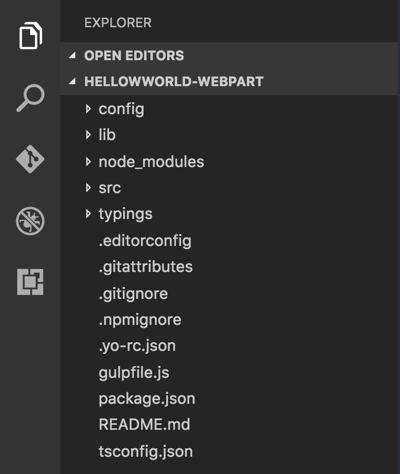 EXPLORER
OPEN EDITORS
HELLOWWORLD-WEBPART
config
lib
node_modules
src
typings
.editorconfig
.gitattributes
.gitignore
.npmignore
.yo-rc.json
gulpfile.js
package.json
README.md
tsconfig.json